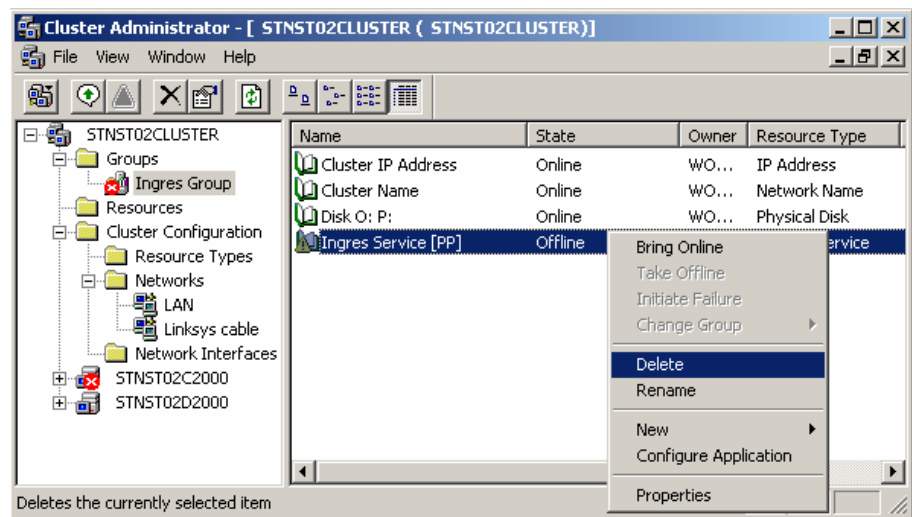 Cluster Administrator - [ STNST02CLUSTER ( STNST02CLUSTER)]
File View Window Help
STNST02CLUSTER
Groups
Ingres Group
Resources
Cluster Configuration
Resource Types
Networks
LAN
Linksys cable
Network Interfaces
STNST02C2000
STNST02D2000
Name State Owner Resource Type
Cluster IP Address Online WO... IP Address
Cluster Name Online WO... Network Name
Disk O: P: Online WO... Physical Disk
Ingres Service [PP] Offline ervice
Bring Online
Take Offline
Initiate Failure
Change Group
Delete
Rename
New
Configure Application
Properties
Deletes the currently selected item